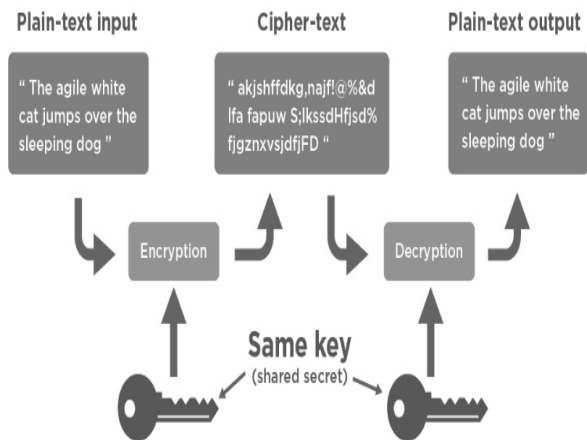 Plain-text input
Cipher-text
Plain-text output
“ The agile white
cat jumps over the
sleeping dog ”
“ akjshffdkg,najf!@%&d
lfa fapuw S;lkssdHfjsd%
fjgznxvsjdfjFD “
“ The agile white
cat jumps over the
sleeping dog ”
Encryption
Decryption
Same key
(shared secret)